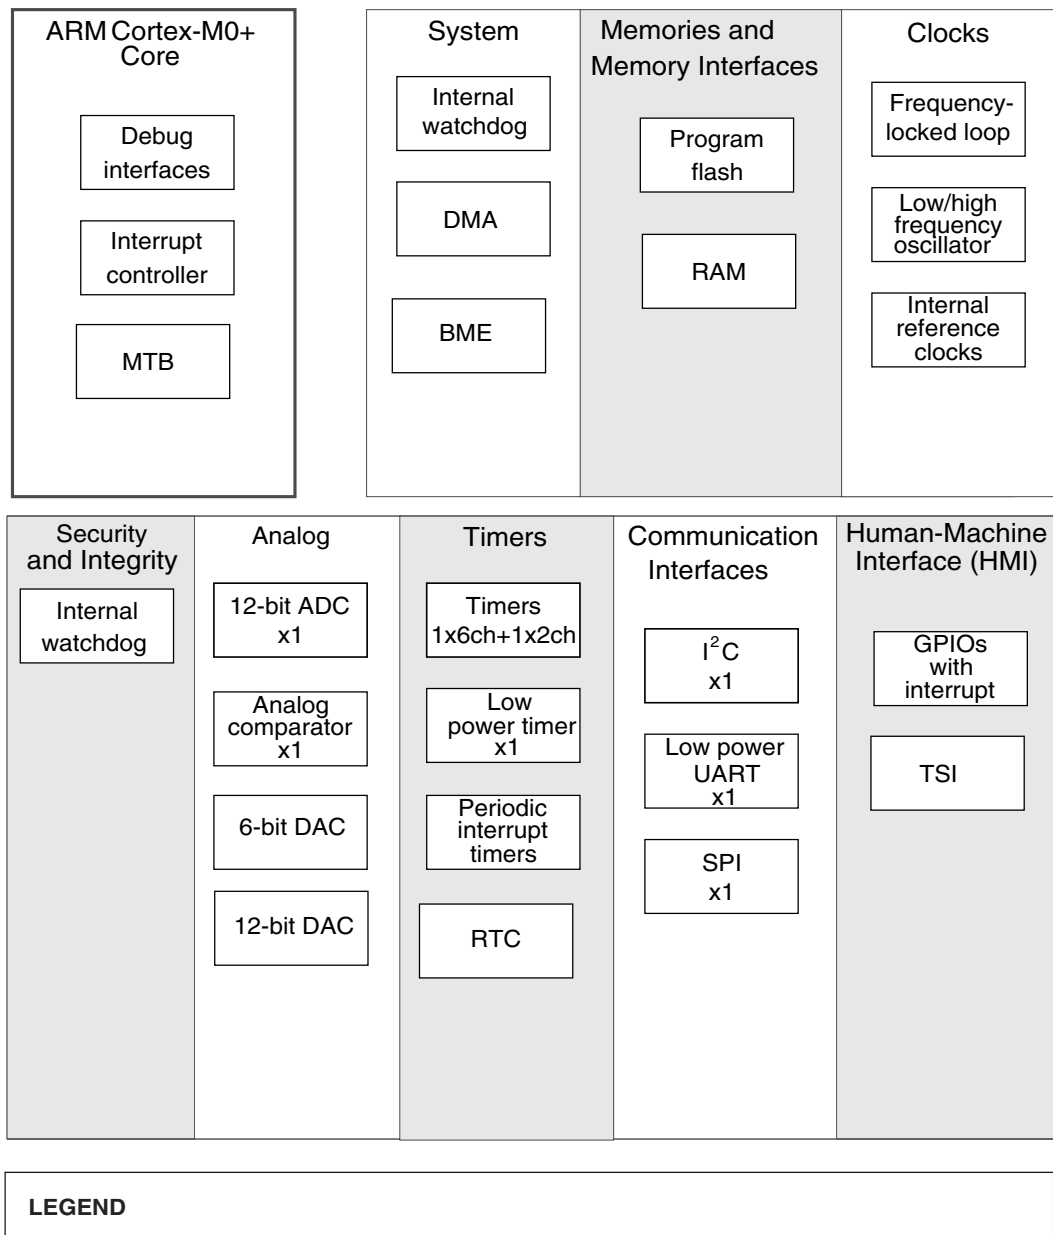 ARM Cortex-M0+
Core
Debug
interfaces
Interrupt
controller
MTB
System
Internal
watchdog
DMA
BME
Memories and
Memory Interfaces
Program
flash
RAM
Clocks
Frequency-
locked loop
Low/high
frequency
oscillator
Internal
reference
clocks
Security
and Integrity
Internal
watchdog
Analog
12-bit ADC
x1
Analog
comparator
x1
6-bit DAC
12-bit DAC
Timers
Timers
1x6ch+1x2ch
Low
power timer
x1
Periodic
interrupt
timers
RTC
Communication
Interfaces
I²C
x1
Low power
UART
x1
SPI
x1
Human-Machine
Interface (HMI)
GPIOs
with
interrupt
TSI
LEGEND